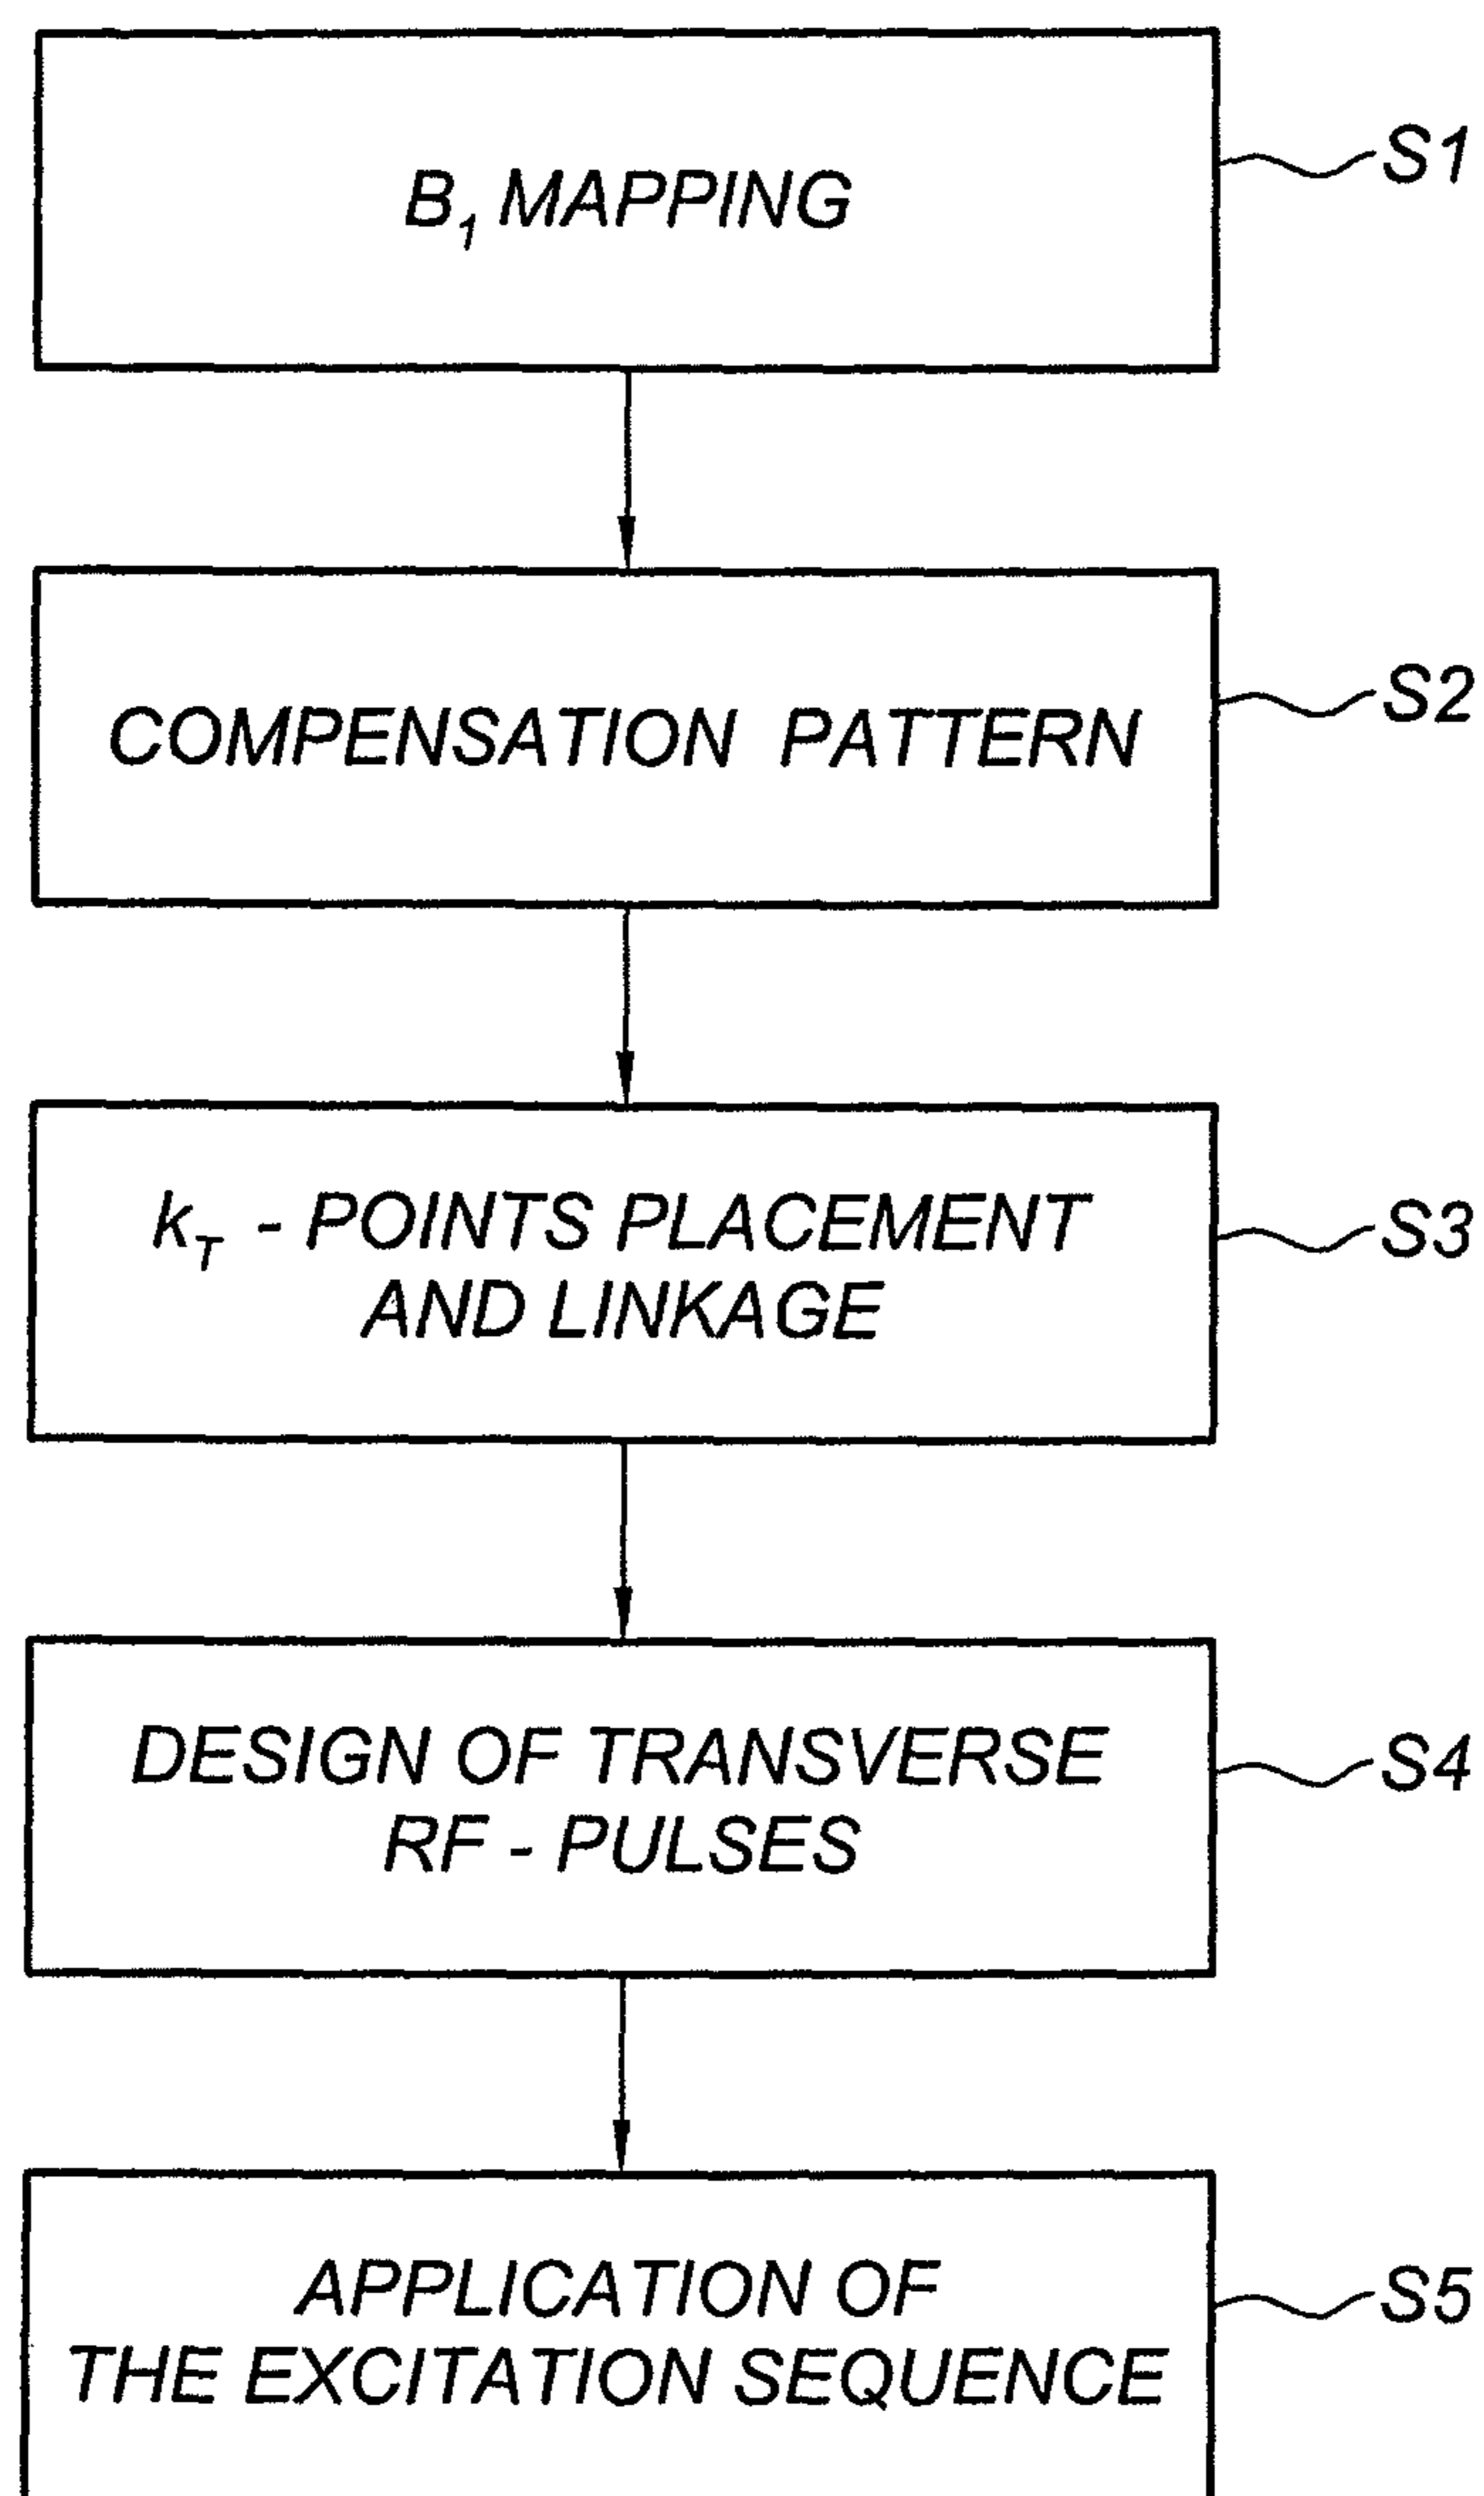 B₁ MAPPING
S1
COMPENSATION PATTERN
S2
k_T - POINTS PLACEMENT
AND LINKAGE
S3
DESIGN OF TRANSVERSE
RF - PULSES
S4
APPLICATION OF
THE EXCITATION SEQUENCE
S5